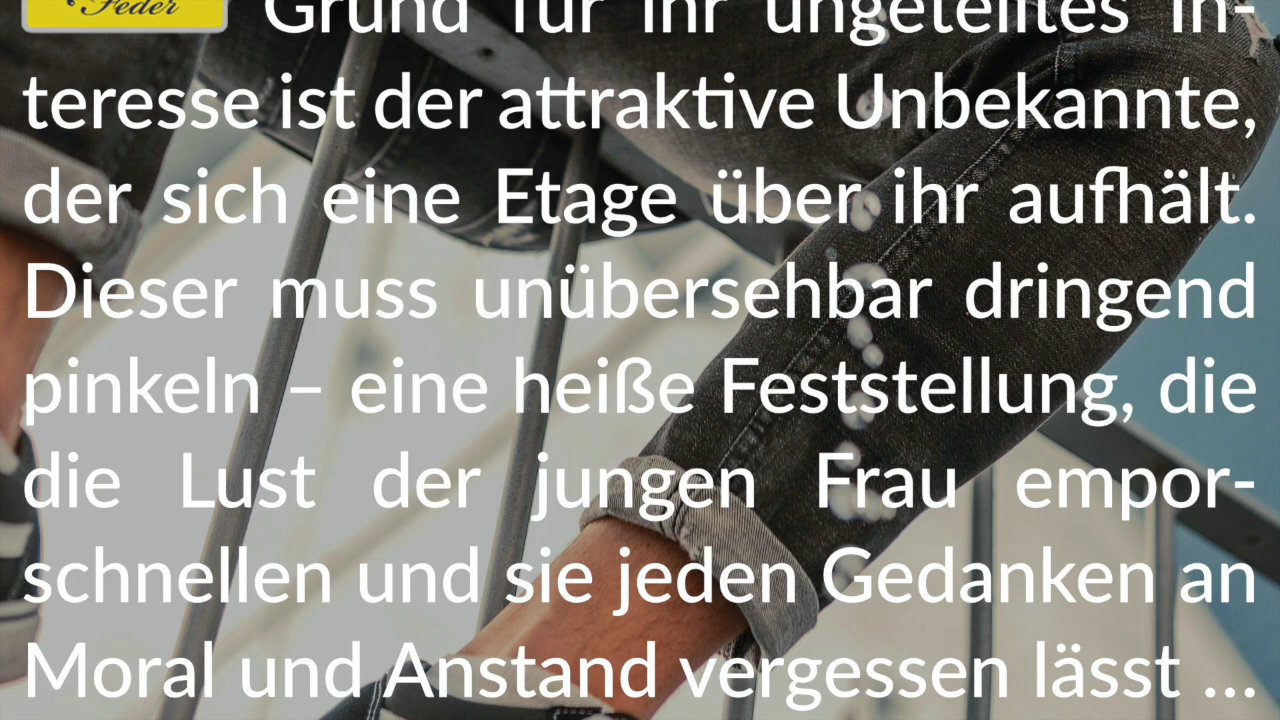 Feder
Grund für ihr ungeteiltes In-
teresse ist der attraktive Unbekannte,
der sich eine Etage über ihr aufhält.
Dieser muss unübersehbar dringend
pinkeln – eine heiße Feststellung, die
die Lust der jungen Frau empor-
schnellen und sie jeden Gedanken an
Moral und Anstand vergessen lässt ...